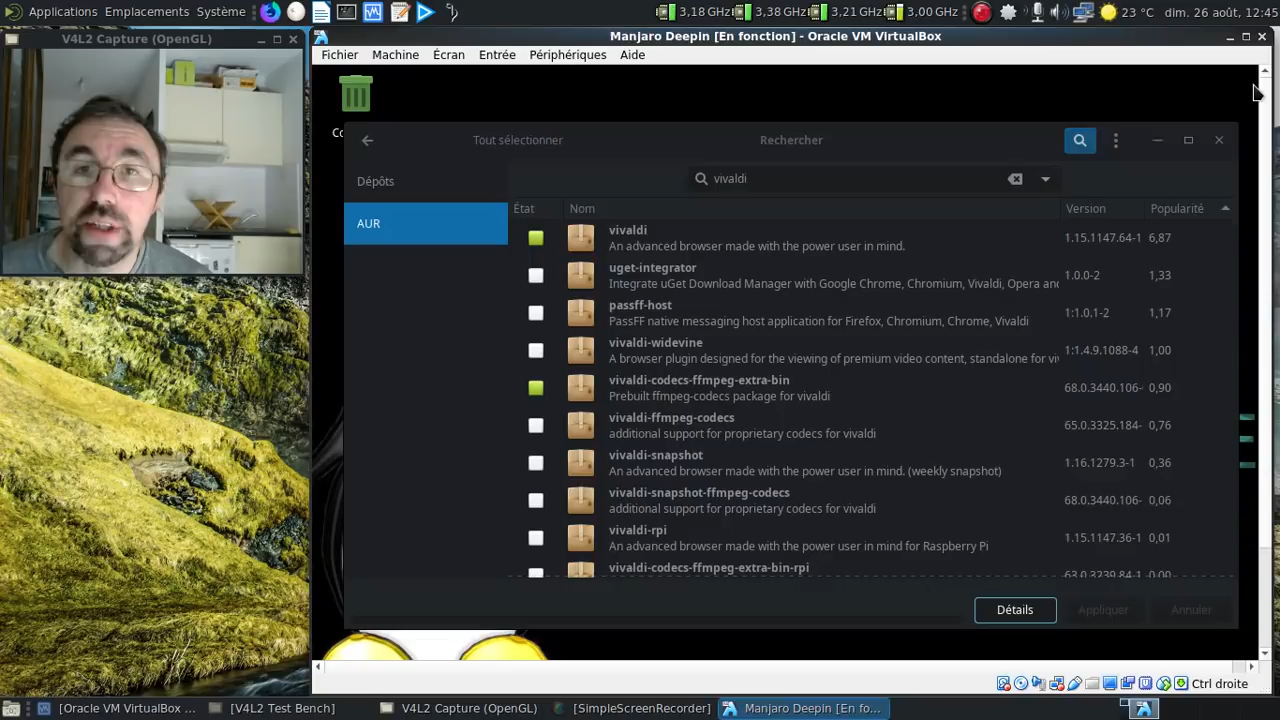 Applications Emplacements Système
3,18 GHz 3,38 GHz 3,21 GHz 3,00 GHz
23 °C dim. 26 août, 12:45
V4L2 Capture (OpenGL)
Manjaro Deepin [En fonction] - Oracle VM VirtualBox
Fichier Machine Écran Entrée Périphériques Aide
Co
Tout sélectionner
Rechercher
Dépôts
AUR
vivaldi
État Nom Version Popularité
vivaldi
An advanced browser made with the power user in mind.
1.15.1147.64-1 6,87
uget-integrator
Integrate uGet Download Manager with Google Chrome, Chromium, Vivaldi, Opera and
1.0.0-2 1,33
passff-host
PassFF native messaging host application for Firefox, Chromium, Chrome, Vivaldi
1:1.0.1-2 1,17
vivaldi-widevine
A browser plugin designed for the viewing of premium video content, standalone for viv
1:1.4.9.1088-4 1,00
vivaldi-codecs-ffmpeg-extra-bin
Prebuilt ffmpeg-codecs package for vivaldi
68.0.3440.106- 0,90
vivaldi-ffmpeg-codecs
additional support for proprietary codecs for vivaldi
65.0.3325.184- 0,76
vivaldi-snapshot
An advanced browser made with the power user in mind. (weekly snapshot)
1.16.1279.3-1 0,36
vivaldi-snapshot-ffmpeg-codecs
additional support for proprietary codecs for vivaldi
68.0.3440.106- 0,06
vivaldi-rpi
An advanced browser made with the power user in mind for Raspberry Pi
1.15.1147.36-1 0,01
vivaldi-codecs-ffmpeg-extra-bin-rpi
63.0.3239.84-1 0,00
Détails Appliquer Annuler
Ctrl droite
[Oracle VM VirtualBox ... [V4L2 Test Bench] V4L2 Capture (OpenGL) [SimpleScreenRecorder] Manjaro Deepin [En fo...